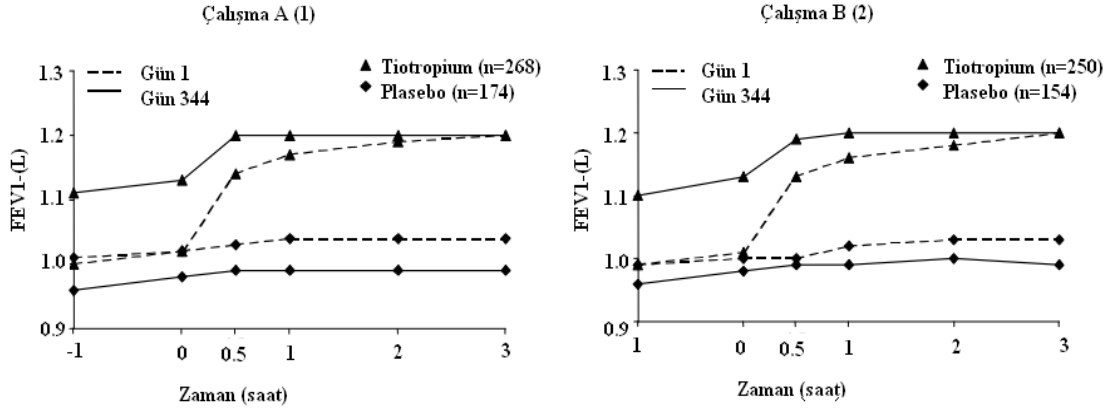 Çalışma A (1)
Gün 1
Gün 344
Tiotropium (n=268)
Plasebo (n=174)
FEV1-(L)
1.3
1.2
1.1
1.0
0.9
-1
0
0.5
1
2
3
Zaman (saat)
Çalışma B (2)
Gün 1
Gün 344
Tiotropium (n=250)
Plasebo (n=154)
FEV1-(L)
1.3
1.2
1.1
1.0
0.9
1
0
0.5
1
2
3
Zaman (saat)